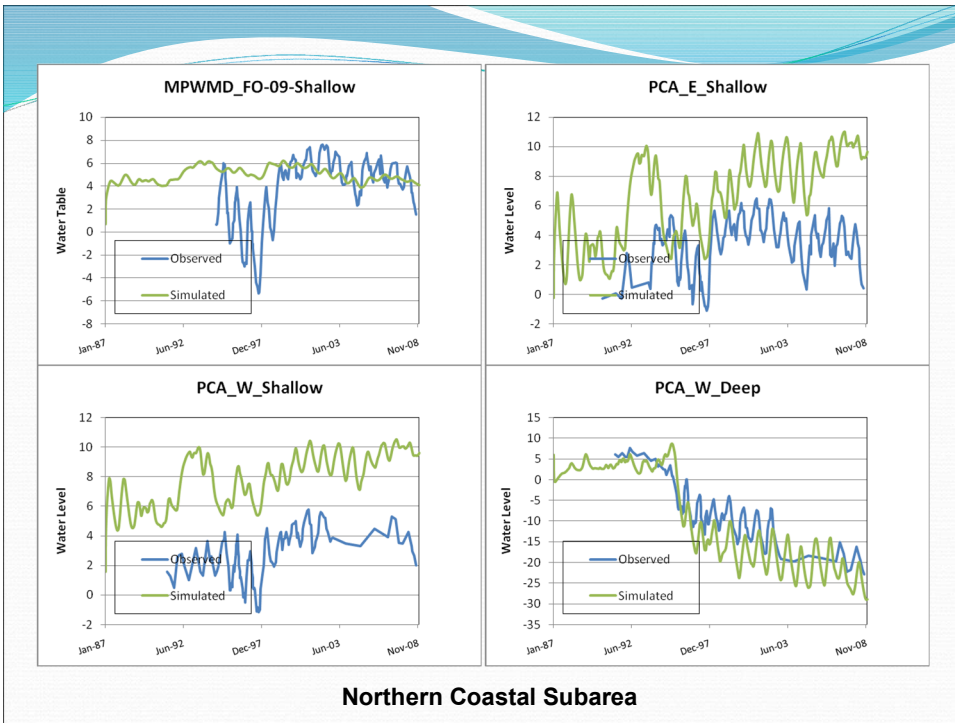 MPWMD_FO-09-Shallow
10
8
6
4
2
0
-2
-4
-6
-8
Water Table
Observed
Simulated
Jan-87
Jun-92
Dec-97
Jun-03
Nov-08
PCA_E_Shallow
12
10
8
6
4
2
0
-2
Water Level
Observed
Simulated
Jan-87
Jun-92
Dec-97
Jun-03
Nov-08
PCA_W_Shallow
12
10
8
6
4
2
0
-2
Water Level
Observed
Simulated
Jan-87
Jun-92
Dec-97
Jun-03
Nov-08
PCA_W_Deep
15
10
5
0
-5
-10
-15
-20
-25
-30
-35
Water Level
Observed
Simulated
Jan-87
Jun-92
Dec-97
Jun-03
Nov-08
Northern Coastal Subarea